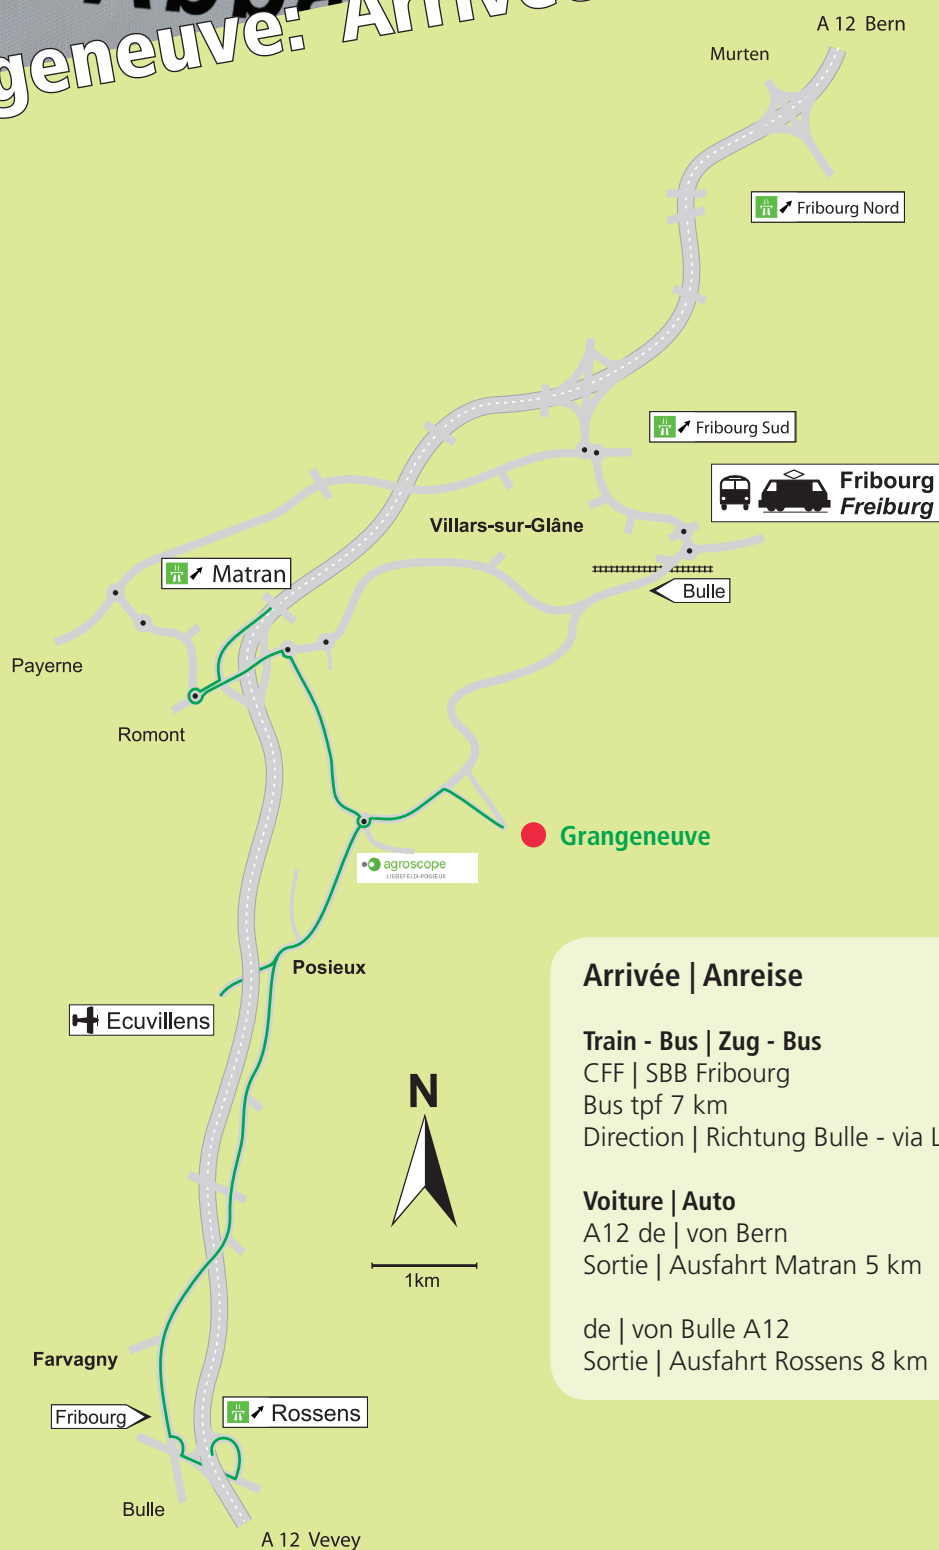 geneuve: Arrivée
A 12 Bern
Murten
Fribourg Nord
Fribourg Sud
Fribourg
Freiburg
Villars-sur-Glâne
Matran
Bulle
Payerne
Romont
Grangeneuve
agroscope
LIEBEFELD-POSIEUX
Posieux
Ecuvillens
Arrivée | Anreise
Train - Bus | Zug - Bus
CFF | SBB Fribourg
Bus tpf 7 km
Direction | Richtung Bulle - via L
N
Voiture | Auto
A12 de | von Bern
Sortie | Ausfahrt Matran 5 km
1km
de | von Bulle A12
Sortie | Ausfahrt Rossens 8 km
Farvagny
Fribourg
Rossens
Bulle
A 12 Vevey